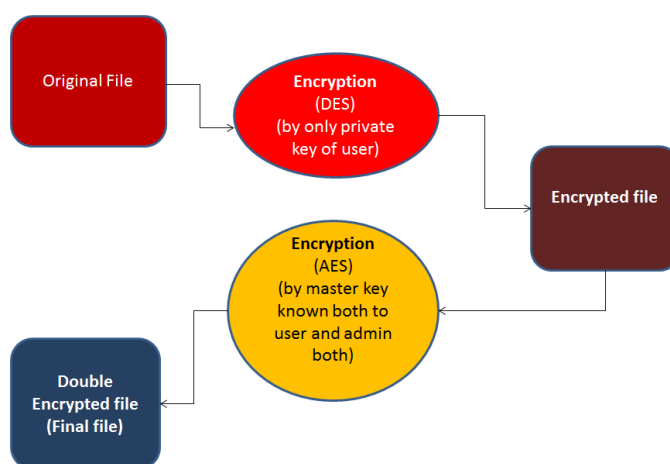 Original File
Encryption
(DES)
(by only private
key of user)
Encrypted file
Encryption
(AES)
(by master key
known both to
user and admin
both)
Double
Encrypted file
(Final file)